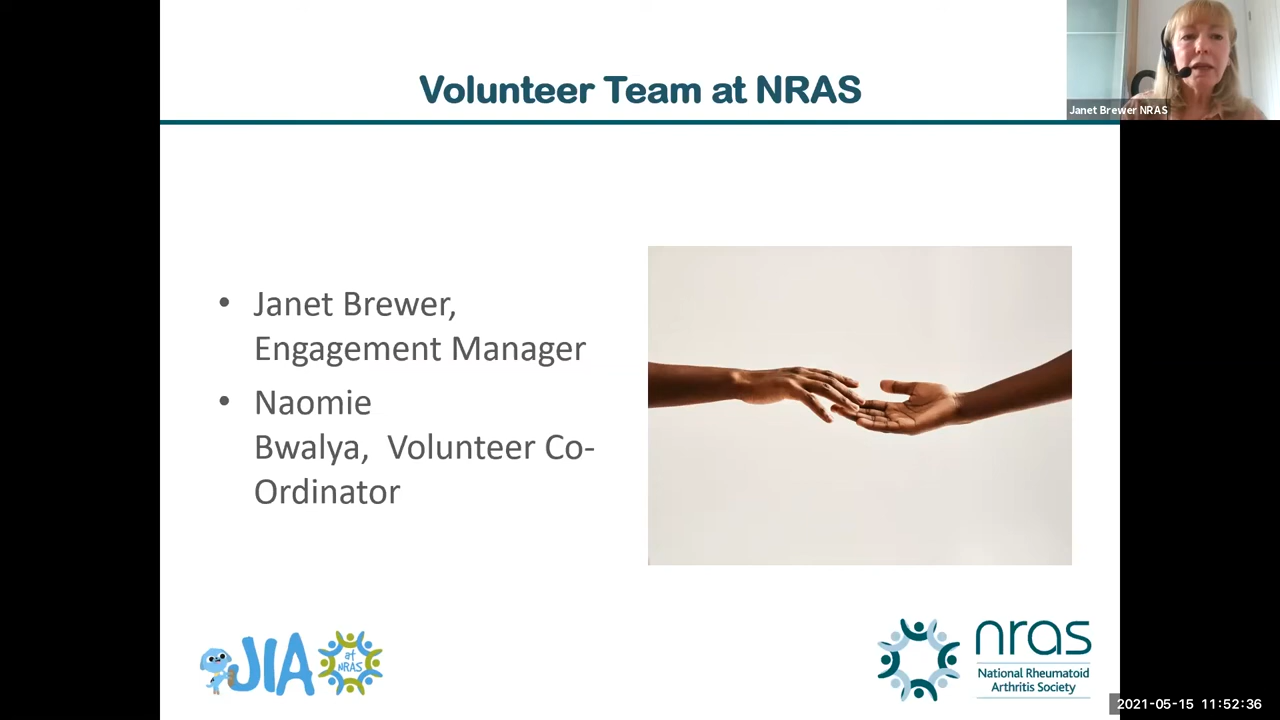 Volunteer Team at NRAS
Janet Brewer NRAS
• Janet Brewer,
Engagement Manager
• Naomie
Bwalya, Volunteer Co-
Ordinator
JIA
at
NRAS
nras
National Rheumatoid
Arthritis Society
2021-05-15 11:52:36